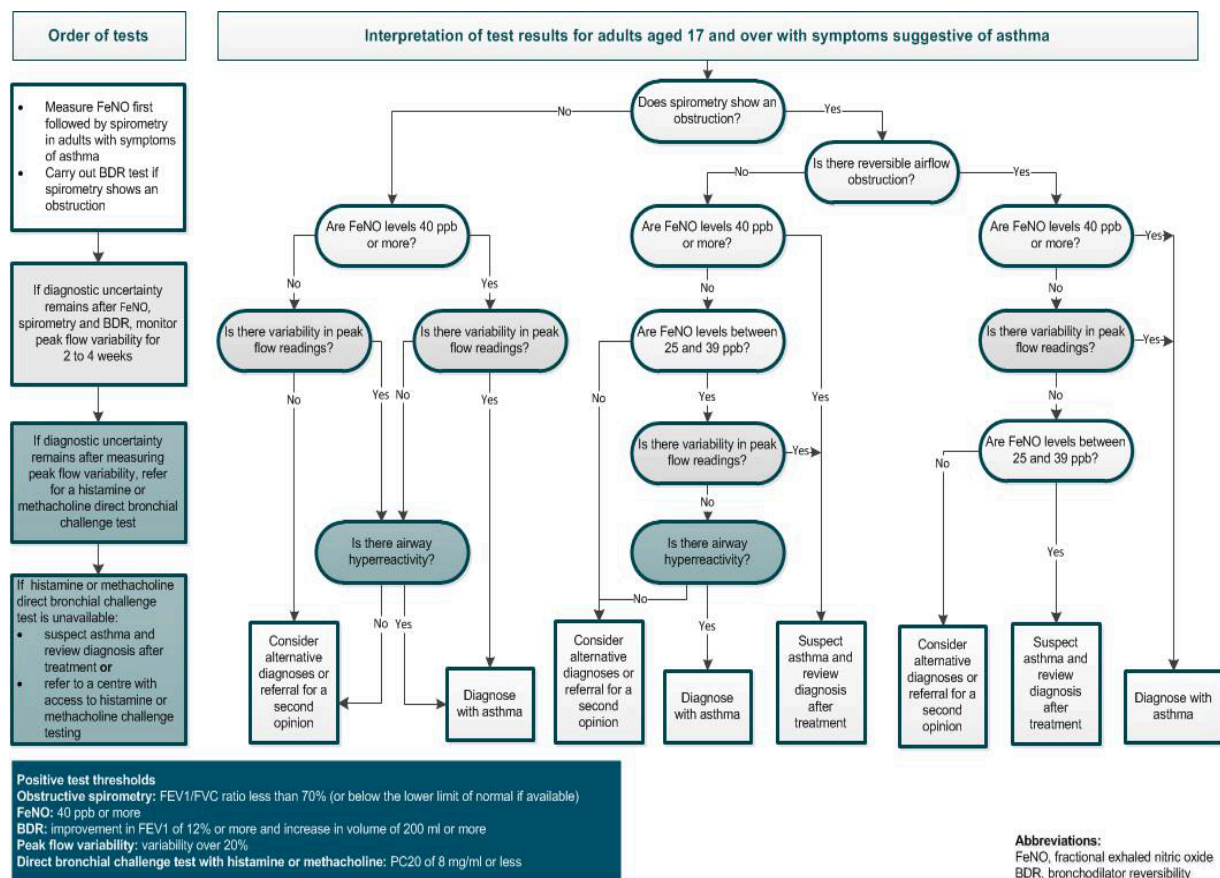 Order of tests
Interpretation of test results for adults aged 17 and over with symptoms suggestive of asthma
• Measure FeNO first
followed by spirometry
in adults with symptoms
of asthma
• Carry out BDR test if
spirometry shows an
obstruction
If diagnostic uncertainty
remains after FeNO,
spirometry and BDR, monitor
peak flow variability for
2 to 4 weeks
If diagnostic uncertainty
remains after measuring
peak flow variability, refer
for a histamine or
methacholine direct bronchial
challenge test
If histamine or methacholine
direct bronchial challenge
test is unavailable:
• suspect asthma and
review diagnosis after
treatment or
• refer to a centre with
access to histamine or
methacholine challenge
testing
Does spirometry show an
obstruction?
No
Yes
Is there reversible airflow
obstruction?
No
Yes
Are FeNO levels 40 ppb
or more?
No
Yes
Is there variability in peak
flow readings?
No
Yes
Is there variability in peak
flow readings?
No
Yes
Is there airway
hyperreactivity?
No
Yes
Consider
alternative
diagnoses or
referral for a
second
opinion
Diagnose
with asthma
Are FeNO levels 40 ppb
or more?
No
Yes
Are FeNO levels between
25 and 39 ppb?
No
Yes
Is there variability in peak
flow readings?
Yes
No
Is there airway
hyperreactivity?
No
Yes
Consider
alternative
diagnoses or
referral for a
second
opinion
Diagnose
with asthma
Suspect
asthma and
review
diagnosis
after
treatment
Are FeNO levels 40 ppb
or more?
Yes
No
Is there variability in peak
flow readings?
Yes
No
Are FeNO levels between
25 and 39 ppb?
No
Yes
Consider
alternative
diagnoses or
referral for a
second
opinion
Suspect
asthma and
review
diagnosis
after
treatment
Diagnose
with
asthma
Positive test thresholds
Obstructive spirometry: FEV1/FVC ratio less than 70% (or below the lower limit of normal if available)
FeNO: 40 ppb or more
BDR: improvement in FEV1 of 12% or more and increase in volume of 200 ml or more
Peak flow variability: variability over 20%
Direct bronchial challenge test with histamine or methacholine: PC20 of 8 mg/ml or less
Abbreviations:
FeNO, fractional exhaled nitric oxide
BDR, bronchodilator reversibility